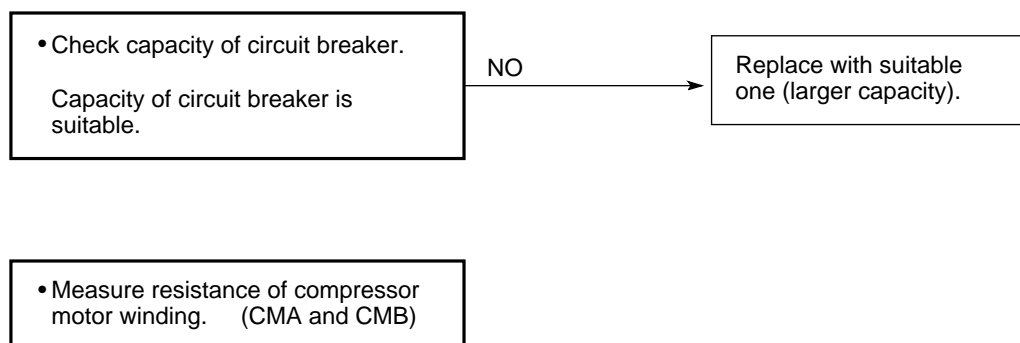 • Check capacity of circuit breaker.
Capacity of circuit breaker is
suitable.
NO
Replace with suitable
one (larger capacity).
• Measure resistance of compressor
motor winding. (CMA and CMB)